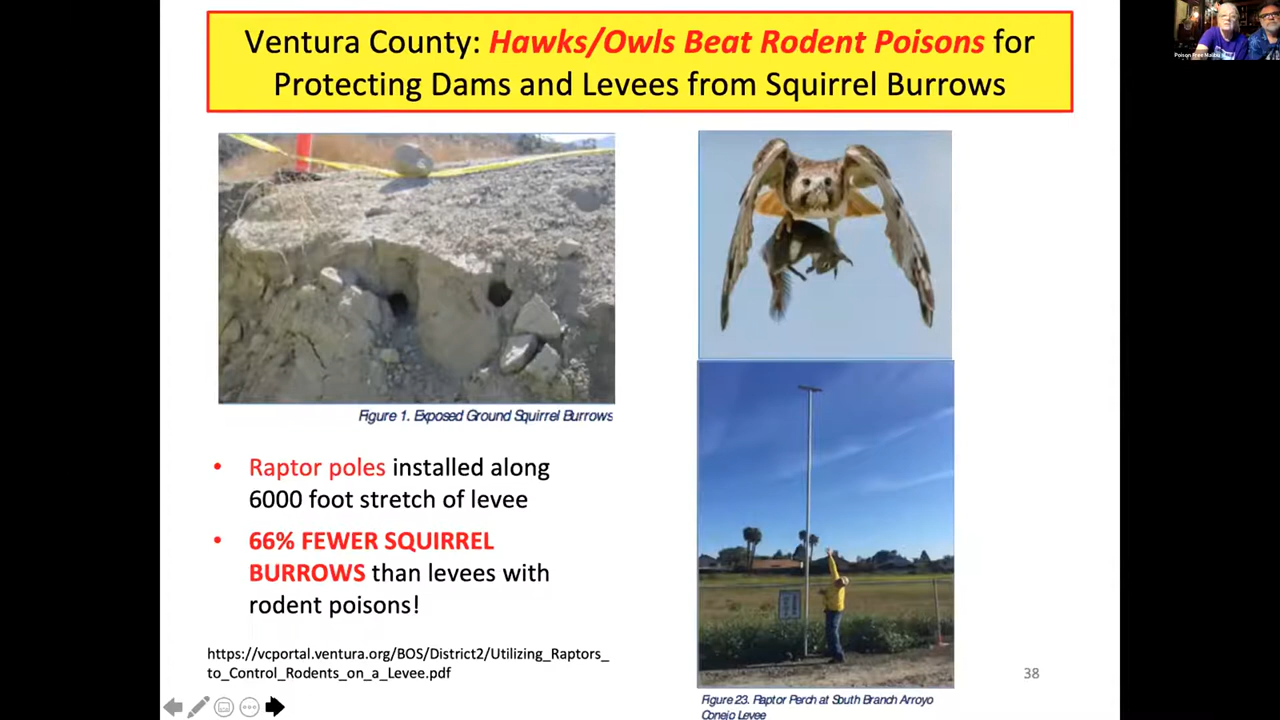 Ventura County: Hawks/Owls Beat Rodent Poisons for
Protecting Dams and Levees from Squirrel Burrows
Figure 1. Exposed Ground Squirrel Burrows
• Raptor poles installed along
6000 foot stretch of levee
• 66% FEWER SQUIRREL
BURROWS than levees with
rodent poisons!
https://vcportal.ventura.org/BOS/District2/Utilizing_Raptors_
to_Control_Rodents_on_a_Levee.pdf
Figure 23. Raptor Perch at South Branch Arroyo
Conejo Levee
38
Poison Free Malibu